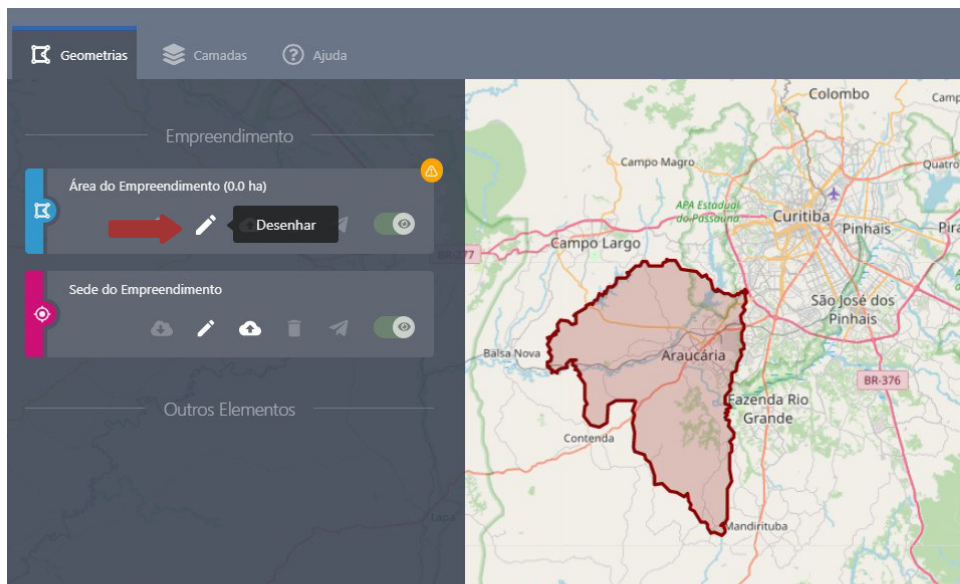 Geometrias
Camadas
Ajuda
Empreendimento
Área do Empreendimento (0.0 ha)
Desenhar
Sede do Empreendimento
Outros Elementos
Colombo
Campo Magro
Quatro
APA Estadual
do Passaúna
Curitiba
Pinhais
Campo Largo
São José dos
Pinhais
Balsa Nova
Araucária
BR-376
Fazenda Rio
Grande
Contenda
Mandirituba
Lapa